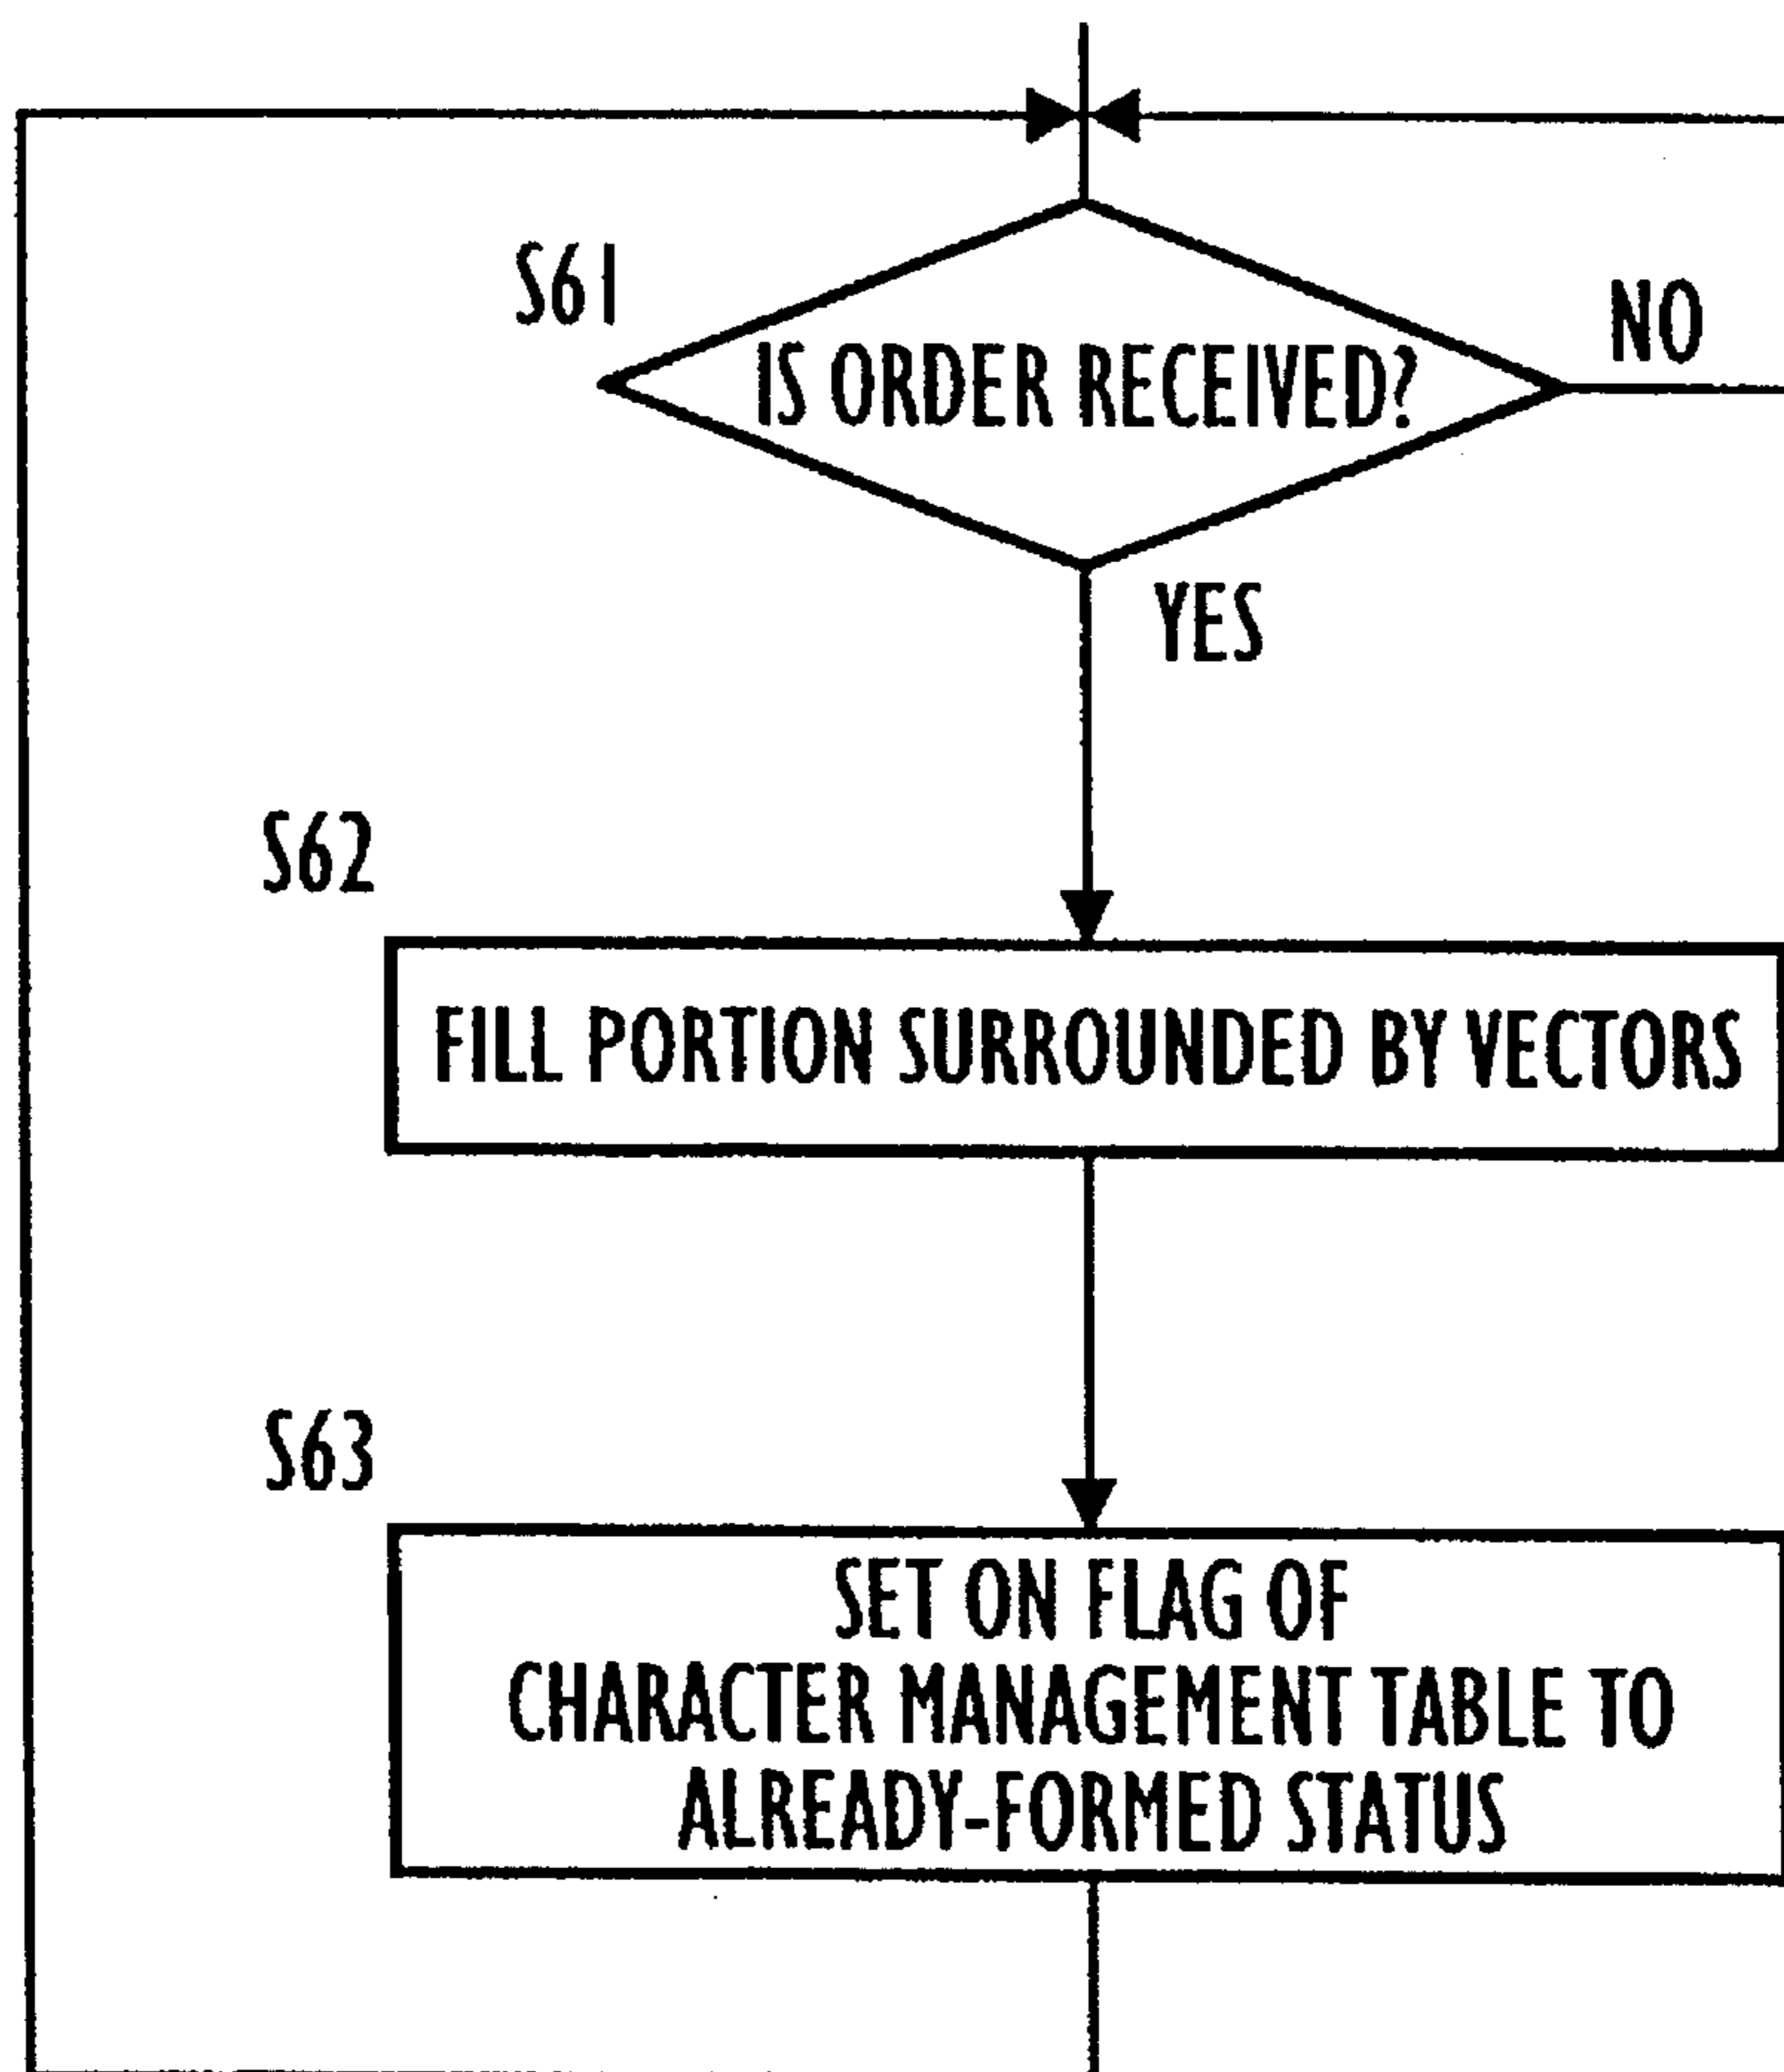 S61
IS ORDER RECEIVED?
NO
YES
S62
FILL PORTION SURROUNDED BY VECTORS
S63
SET ON FLAG OF
CHARACTER MANAGEMENT TABLE TO
ALREADY-FORMED STATUS